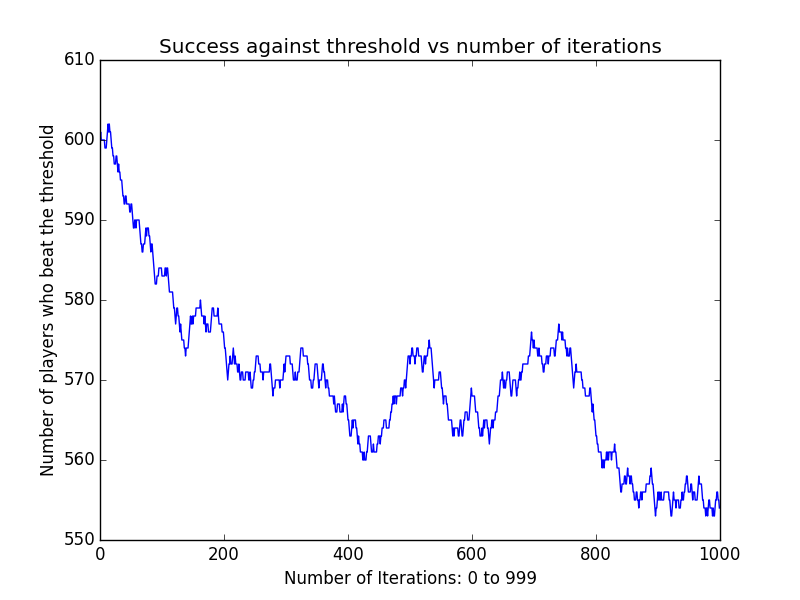 Success against threshold vs number of iterations
610
600
590
580
570
560
550
Number of players who beat the threshold
0 200 400 600 800 1000
Number of Iterations: 0 to 999